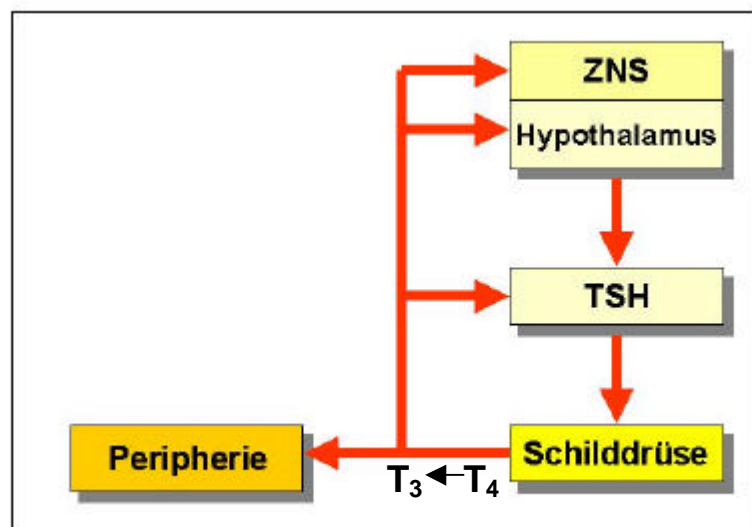 ZNS
Hypothalamus
TSH
Peripherie
Schilddrüse
T₃ ← T₄